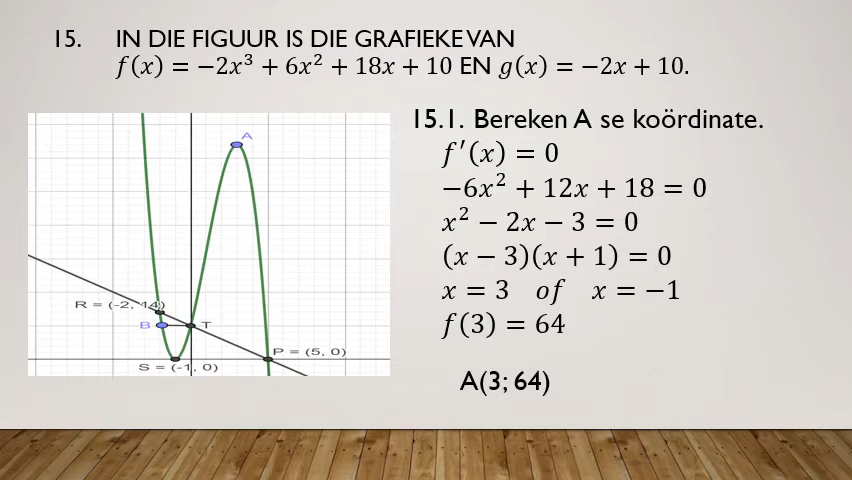 15. IN DIE FIGUUR IS DIE GRAFIEKE VAN
f(x) = −2x³ + 6x² + 18x + 10 EN g(x) = −2x + 10.
15.1. Bereken A se koördinate.
f′(x) = 0
−6x² + 12x + 18 = 0
x² − 2x − 3 = 0
(x − 3)(x + 1) = 0
x = 3 of x = −1
f(3) = 64
A(3; 64)
A
R = (-2, 14)
B
T
P = (5, 0)
S = (-1, 0)